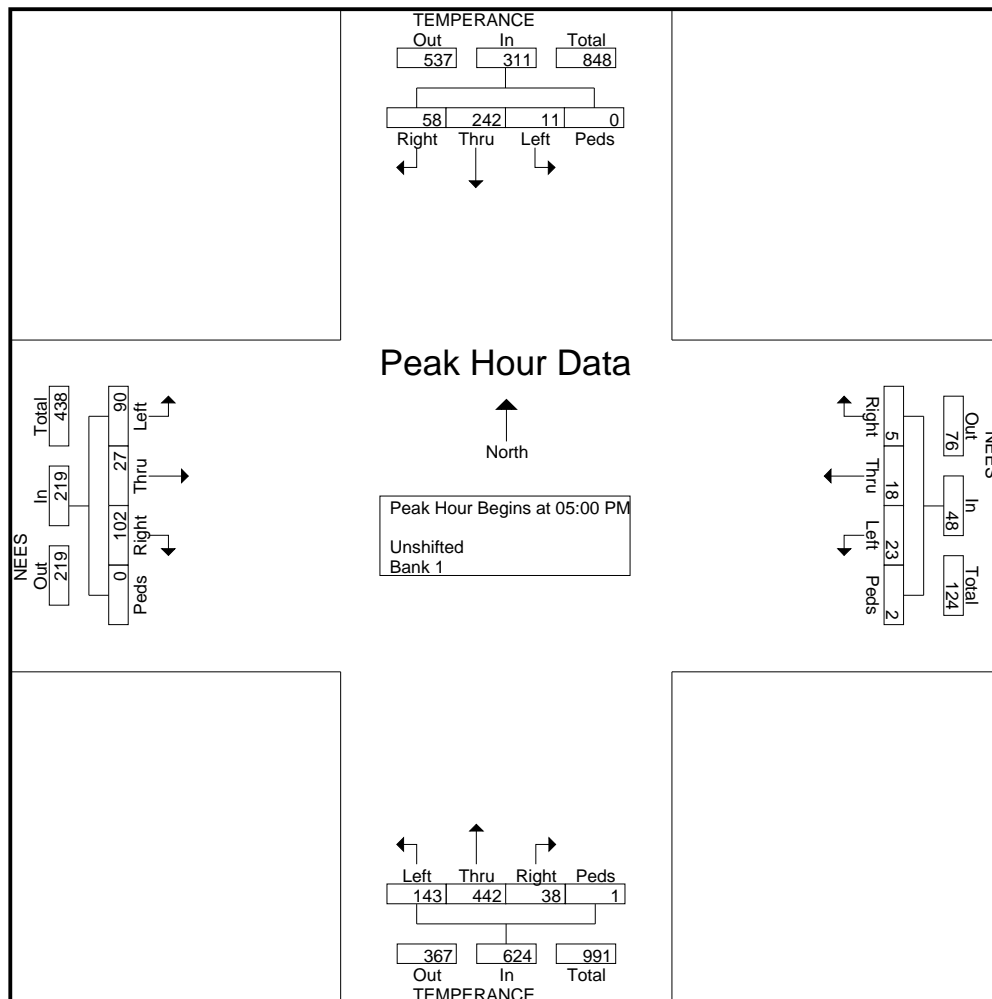 TEMPERANCE
Out In Total
537 311 848
58 242 11 0
Right Thru Left Peds
Peak Hour Data
North
Peak Hour Begins at 05:00 PM
Unshifted
Bank 1
NEES
Out In Total
219 219 438
Left Thru Right Peds
90 27 102 0
NEES
Out In Total
76 48 124
Right Thru Left Peds
5 18 23 2
Left Thru Right Peds
143 442 38 1
367 624 991
Out In Total
TEMPERANCE